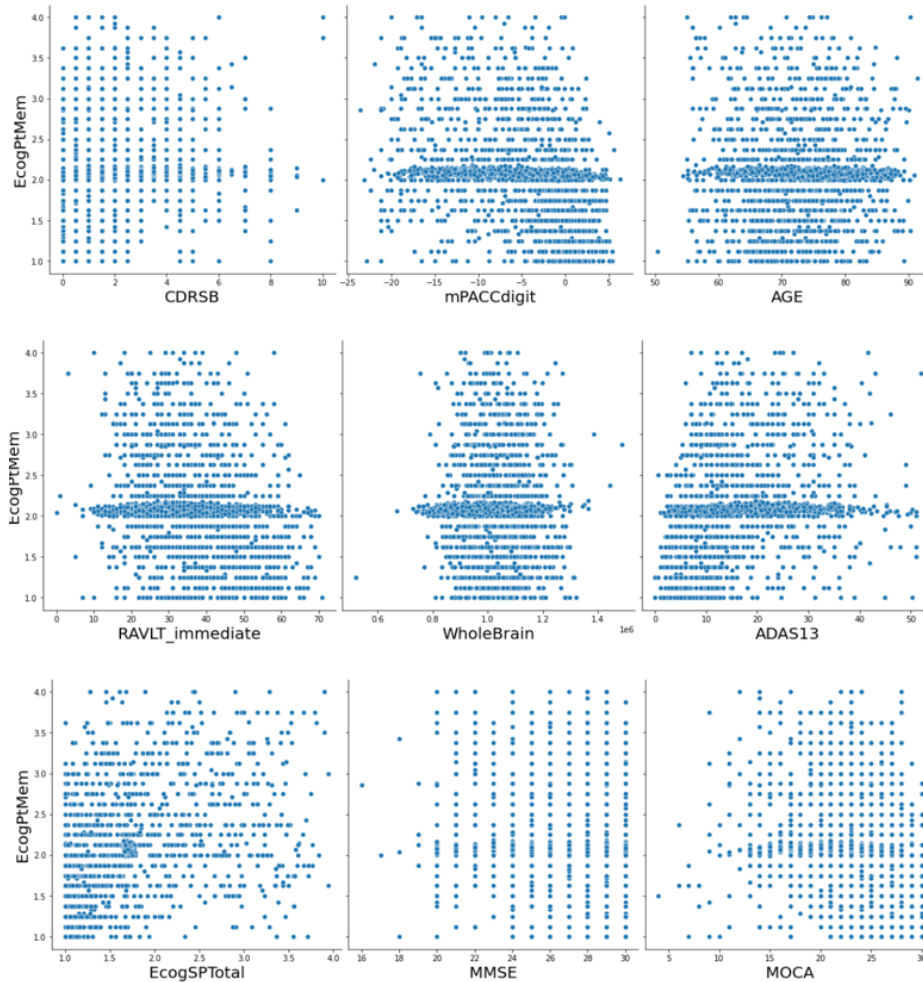 4.0
3.5
3.0
2.5
2.0
1.5
1.0
EcogPtMem
0 2 4 6 8 10
CDRSB
−20 −15 −10 −5 0 5
mPACCdigit
50 60 70 80 90
AGE
4.0
3.5
3.0
2.5
2.0
1.5
1.0
EcogPtMem
0 10 20 30 40 50 60 70
RAVLT_immediate
0.6 0.8 1.0 1.2 1.4
1e6
WholeBrain
0 10 20 30 40 50
ADAS13
4.0
3.5
3.0
2.5
2.0
1.5
1.0
EcogPtMem
1.0 1.5 2.0 2.5 3.0 3.5 4.0
EcogSPTotal
16 18 20 22 24 26 28 30
MMSE
5 10 15 20 25 30
MOCA